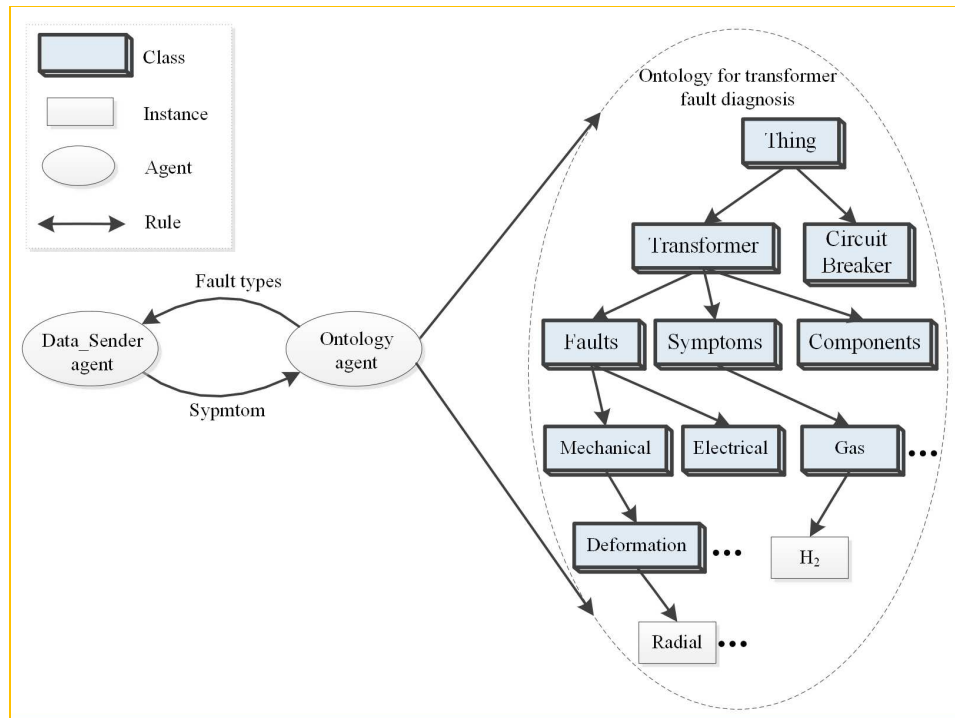 Class
Instance
Agent
Rule
Fault types
Data_Sender
agent
Ontology
agent
Sypmtom
Ontology for transformer
fault diagnosis
Thing
Transformer
Circuit
Breaker
Faults
Symptoms
Components
Mechanical
Electrical
Gas
•••
Deformation
•••
H₂
Radial
•••